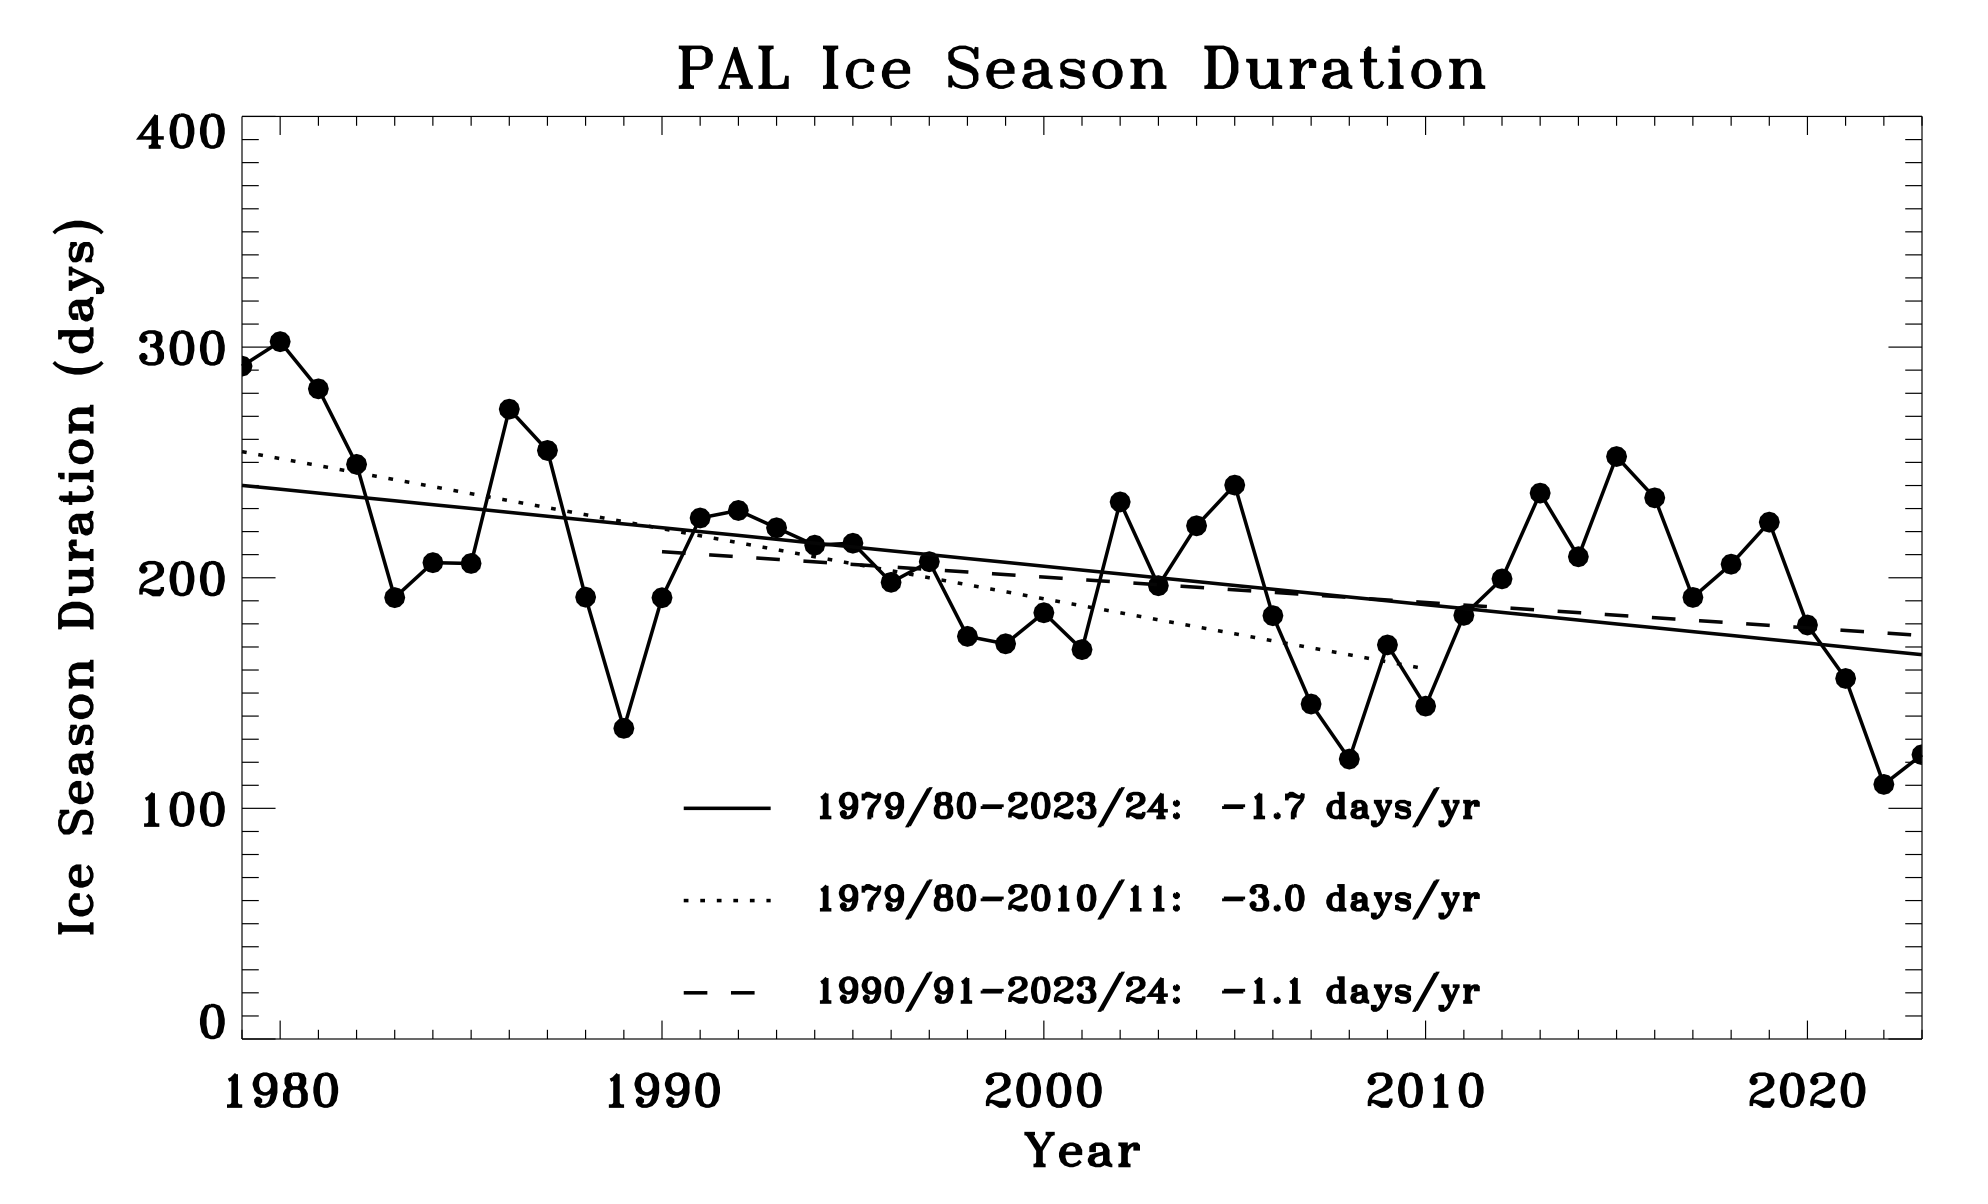 PAL Ice Season Duration
Ice Season Duration (days)
400
300
200
100
0
1979/80-2023/24: -1.7 days/yr
1979/80-2010/11: -3.0 days/yr
1990/91-2023/24: -1.1 days/yr
1980 1990 2000 2010 2020
Year